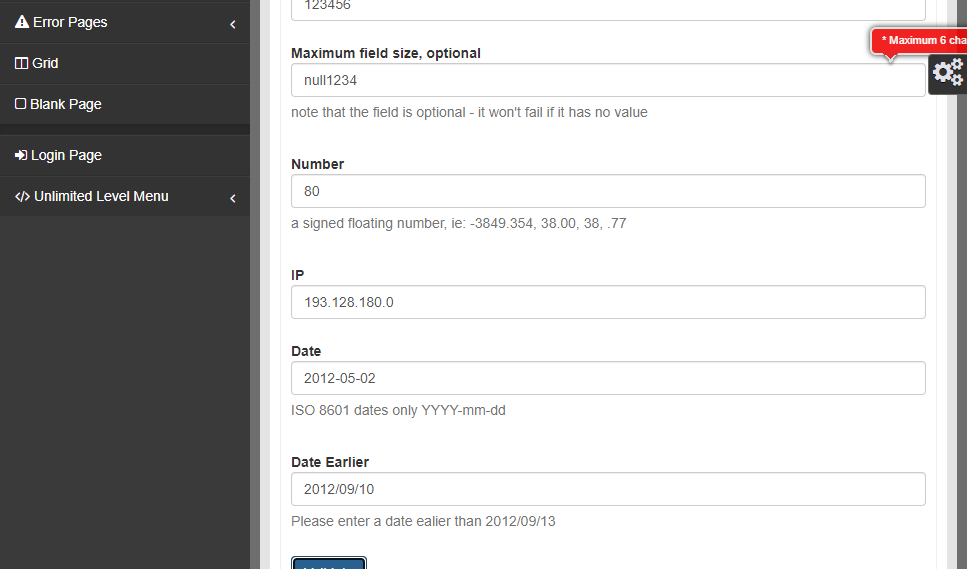 Error Pages
Grid
Blank Page
Login Page
Unlimited Level Menu
123456
* Maximum 6 cha
Maximum field size, optional
null1234
note that the field is optional - it won't fail if it has no value
Number
80
a signed floating number, ie: -3849.354, 38.00, 38, .77
IP
193.128.180.0
Date
2012-05-02
ISO 8601 dates only YYYY-mm-dd
Date Earlier
2012/09/10
Please enter a date ealier than 2012/09/13